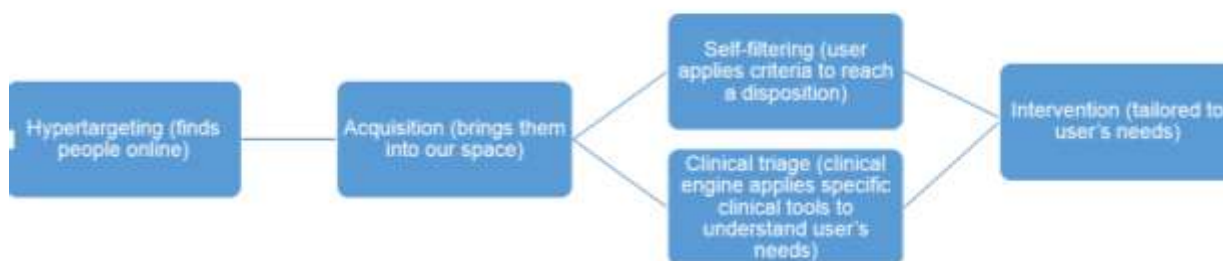 Hypertargeting (finds
people online)
Acquisition (brings them
into our space)
Self-filtering (user
applies criteria to reach
a disposition)
Clinical triage (clinical
engine applies specific
clinical tools to
understand user's
needs)
Intervention (tailored to
user's needs)